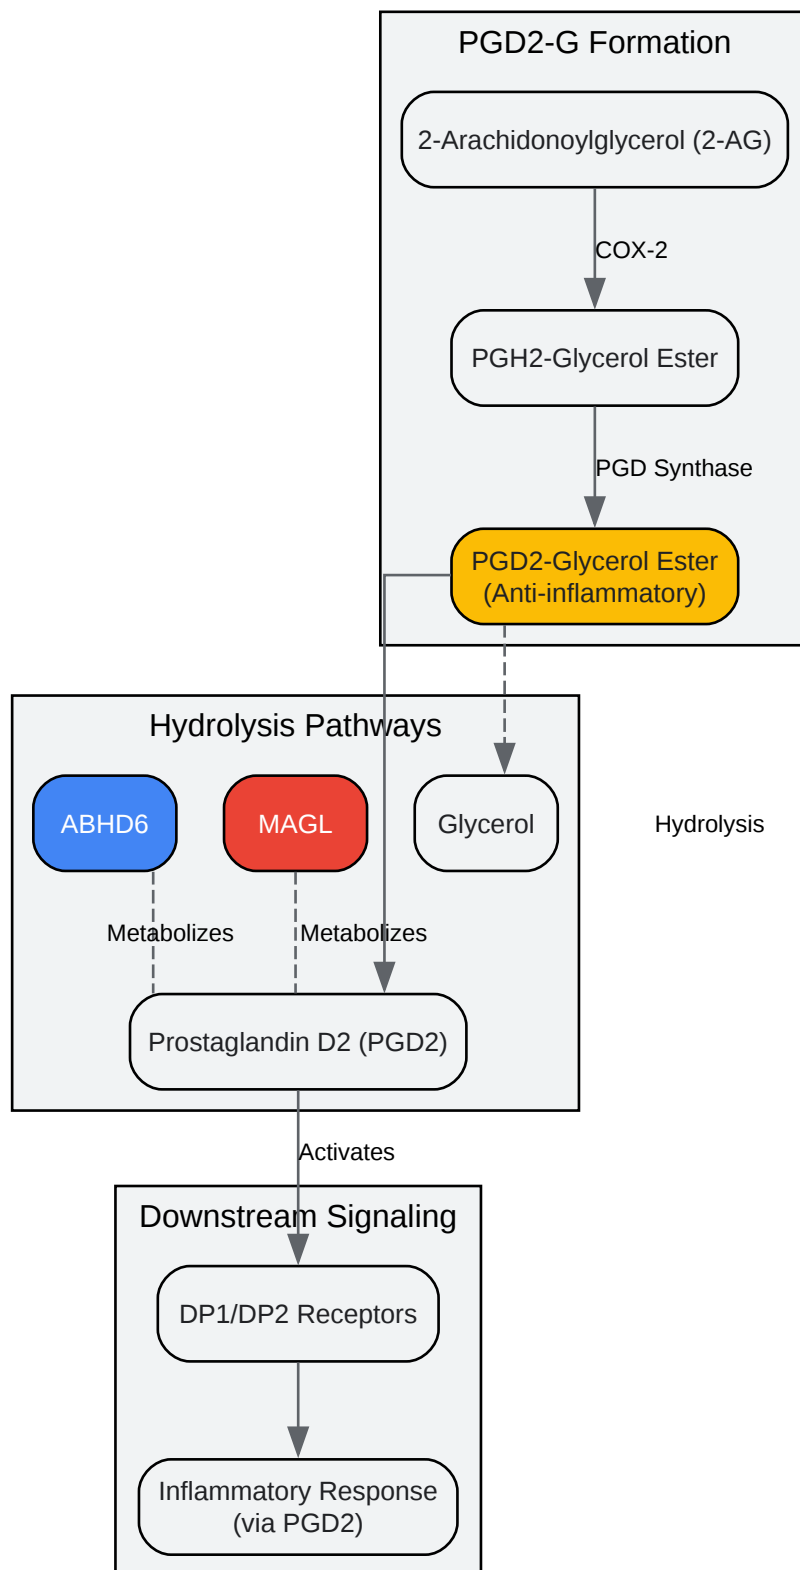 PGD2-G Formation
2-Arachidonoylglycerol (2-AG)
COX-2
PGH2-Glycerol Ester
PGD Synthase
PGD2-Glycerol Ester
(Anti-inflammatory)
Hydrolysis Pathways
ABHD6
MAGL
Glycerol
Hydrolysis
Metabolizes
Metabolizes
Prostaglandin D2 (PGD2)
Activates
Downstream Signaling
DP1/DP2 Receptors
Inflammatory Response
(via PGD2)